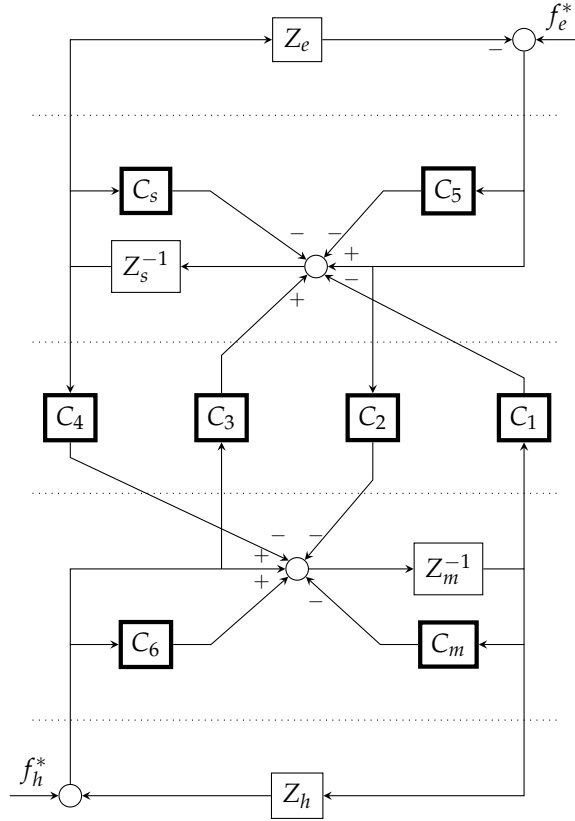 f_e^*
Z_e
−
C_s
C_5
− −
+
Z_s^{-1}
−
+
C_4 C_3 C_2 C_1
− −
+
Z_m^{-1}
+
−
C_6
C_m
f_h^*
Z_h